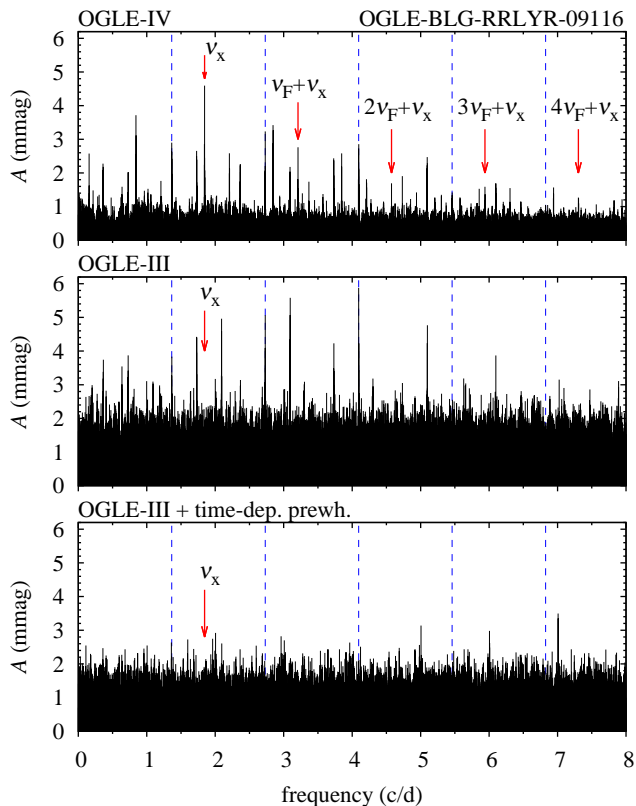 OGLE-IV OGLE-BLG-RRLYR-09116
A (mmag)
6
5
4
3
2
1
0
νx
νF+νx
2νF+νx
3νF+νx
4νF+νx
OGLE-III
A (mmag)
6
5
4
3
2
1
0
νx
OGLE-III + time-dep. prewh.
A (mmag)
6
5
4
3
2
1
0
νx
0 1 2 3 4 5 6 7 8
frequency (c/d)